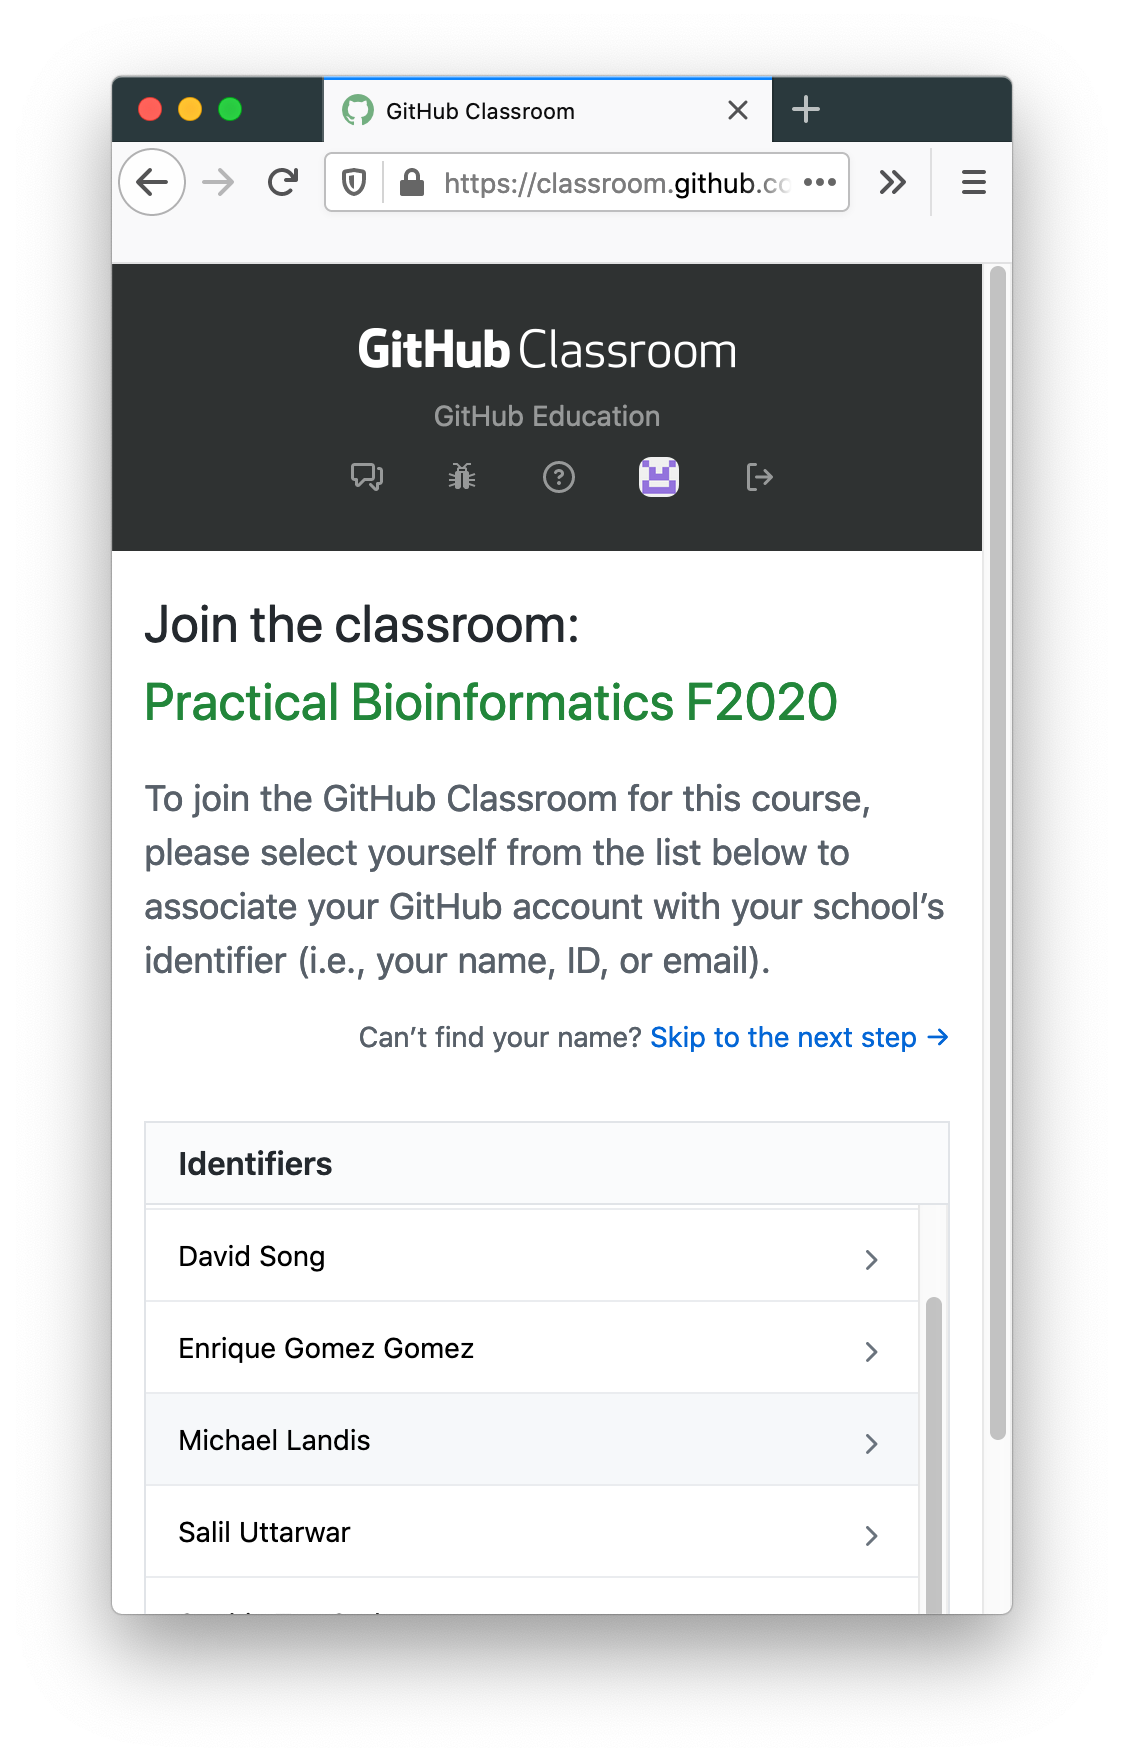 GitHub Classroom
https://classroom.github.co
GitHub Classroom
GitHub Education
Join the classroom:
Practical Bioinformatics F2020
To join the GitHub Classroom for this course,
please select yourself from the list below to
associate your GitHub account with your school’s
identifier (i.e., your name, ID, or email).
Can’t find your name? Skip to the next step →
Identifiers
David Song
Enrique Gomez Gomez
Michael Landis
Salil Uttarwar